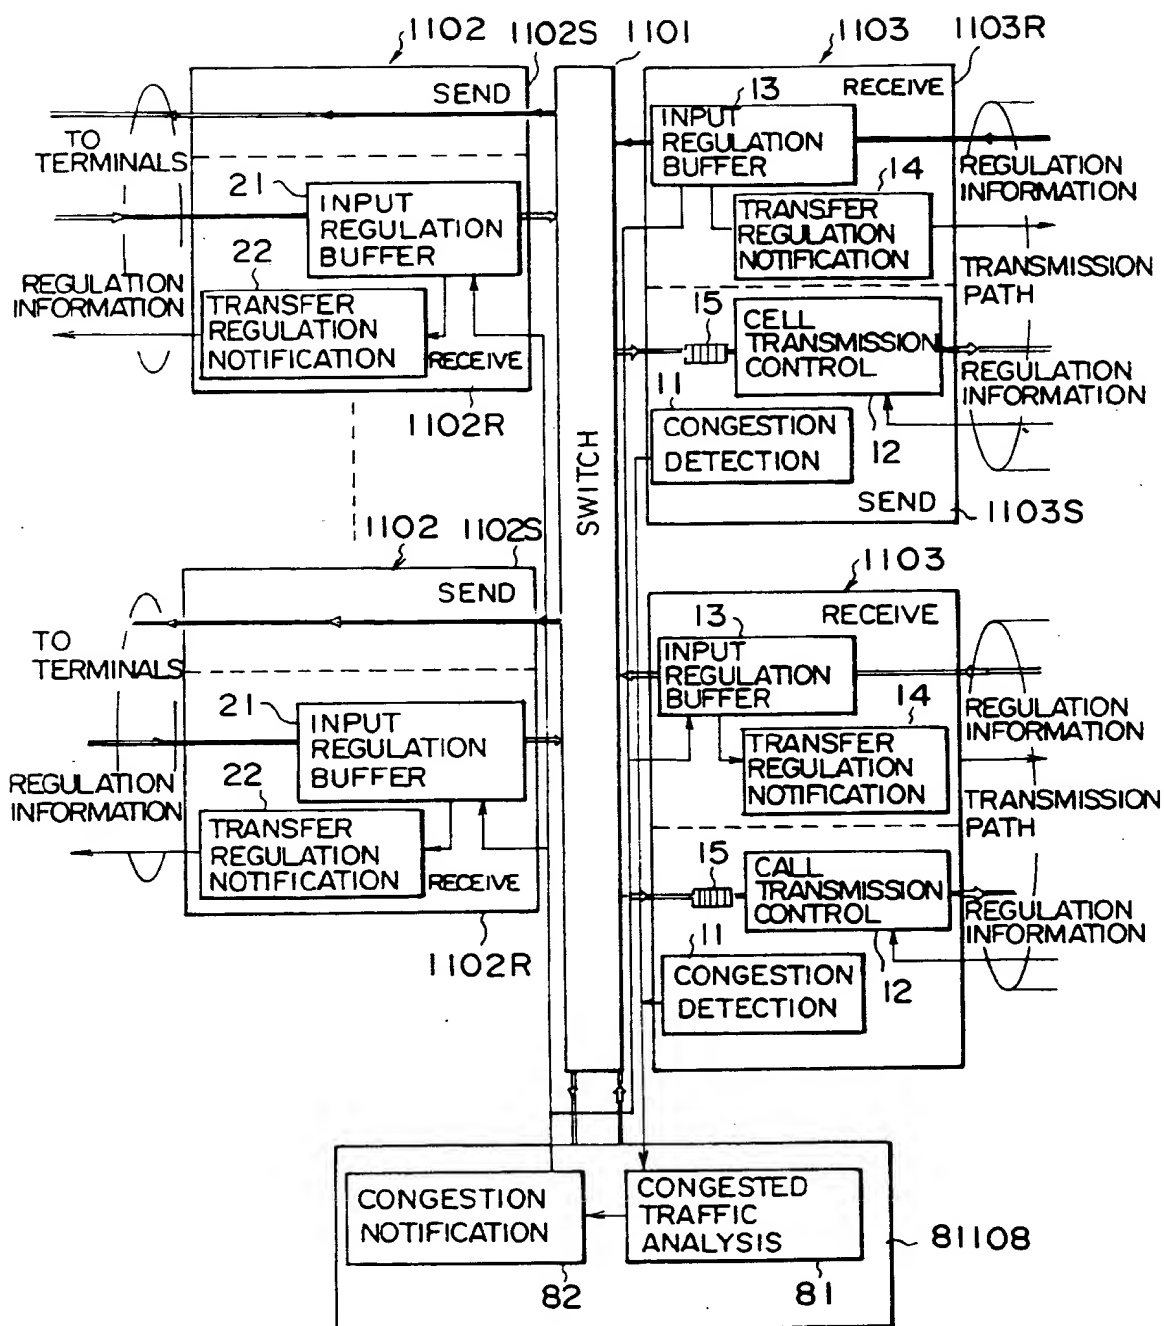 1102
1102S
SEND
TO
TERMINALS
21
INPUT
REGULATION
BUFFER
22
REGULATION
INFORMATION
TRANSFER
REGULATION
NOTIFICATION
RECEIVE
1102R
1101
SWITCH
1103
1103R
RECEIVE
13
INPUT
REGULATION
BUFFER
REGULATION
INFORMATION
14
TRANSFER
REGULATION
NOTIFICATION
TRANSMISSION
PATH
15
CELL
TRANSMISSION
CONTROL
REGULATION
INFORMATION
11
CONGESTION
DETECTION
12
SEND
1103S
1102
1102S
SEND
TO
TERMINALS
21
INPUT
REGULATION
BUFFER
22
REGULATION
INFORMATION
TRANSFER
REGULATION
NOTIFICATION
RECEIVE
1102R
1103
RECEIVE
13
INPUT
REGULATION
BUFFER
REGULATION
INFORMATION
14
TRANSFER
REGULATION
NOTIFICATION
TRANSMISSION
PATH
15
CALL
TRANSMISSION
CONTROL
REGULATION
INFORMATION
11
CONGESTION
DETECTION
12
CONGESTION
NOTIFICATION
82
CONGESTED
TRAFFIC
ANALYSIS
81
81108